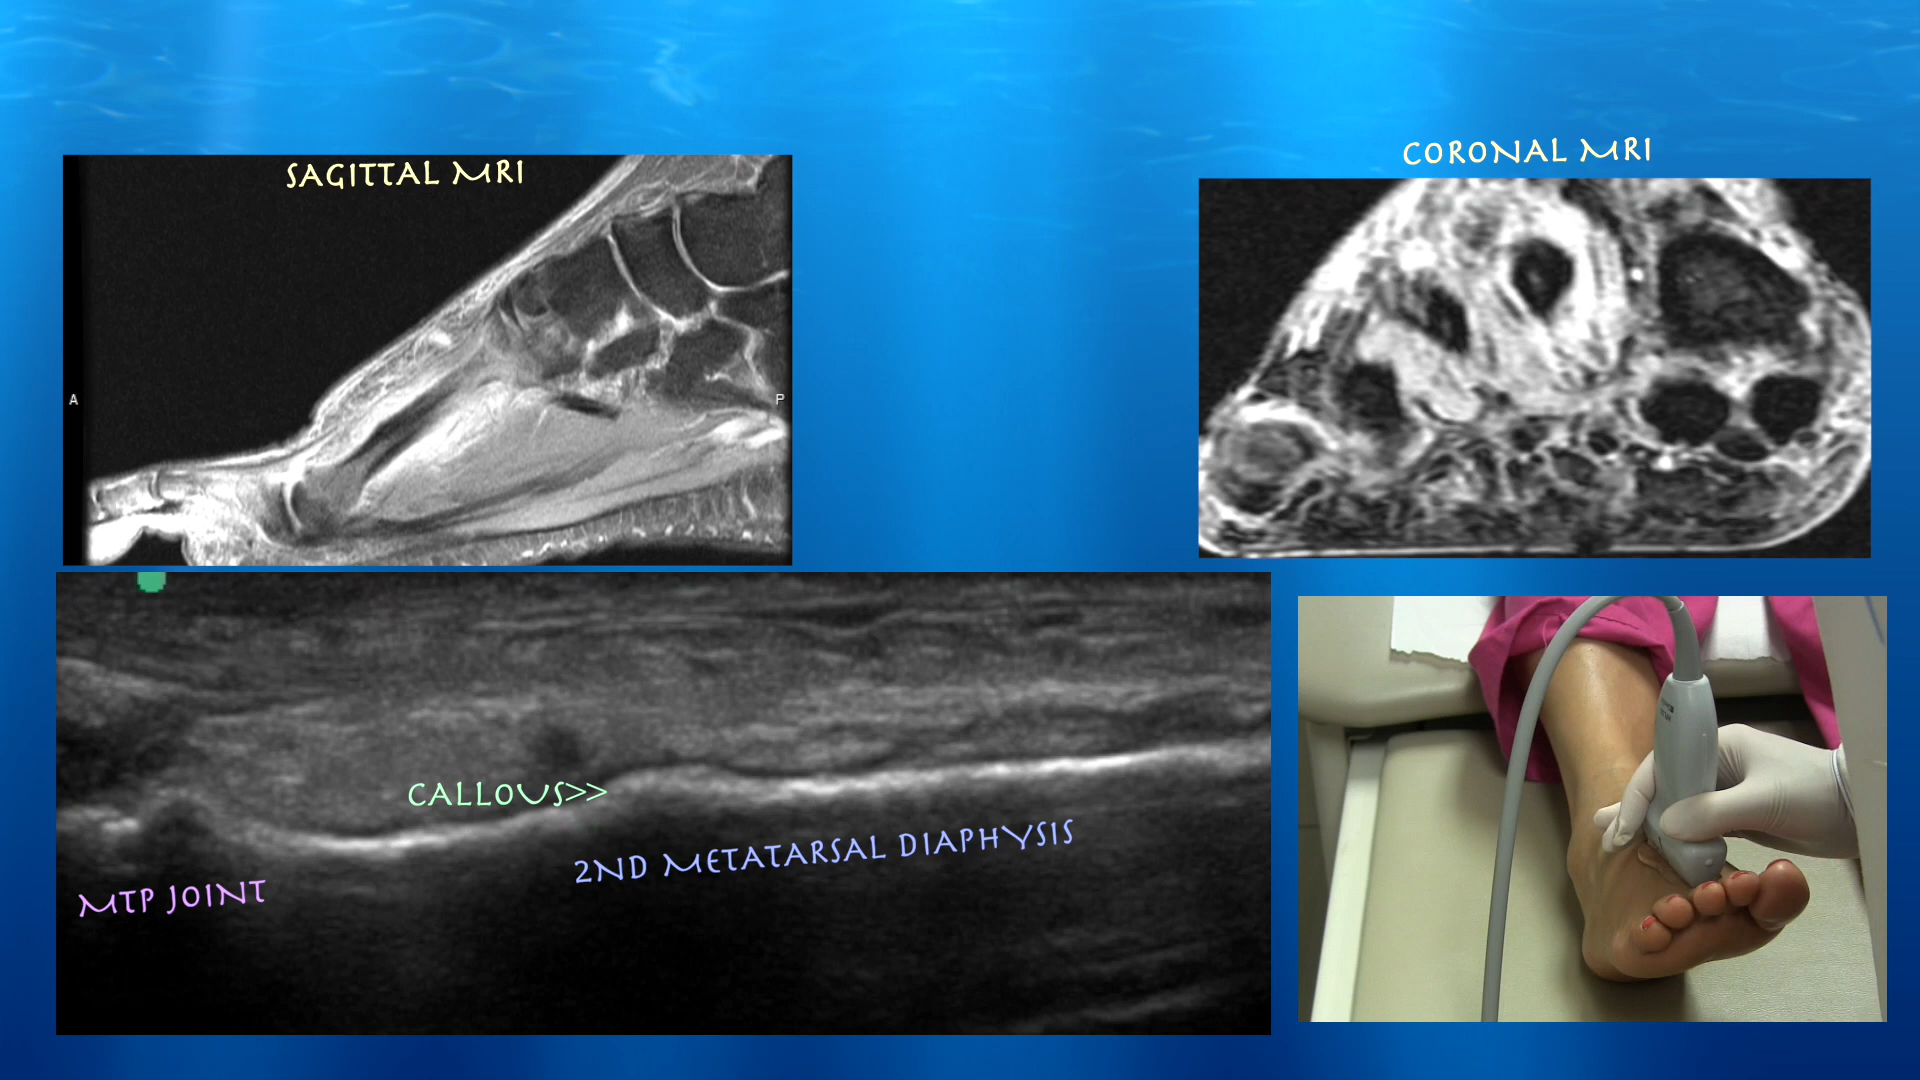 SAGITTAL MRI
CORONAL MRI
A
P
CALLOUS>>
2ND METATARSAL DIAPHYSIS
MTP JOINT